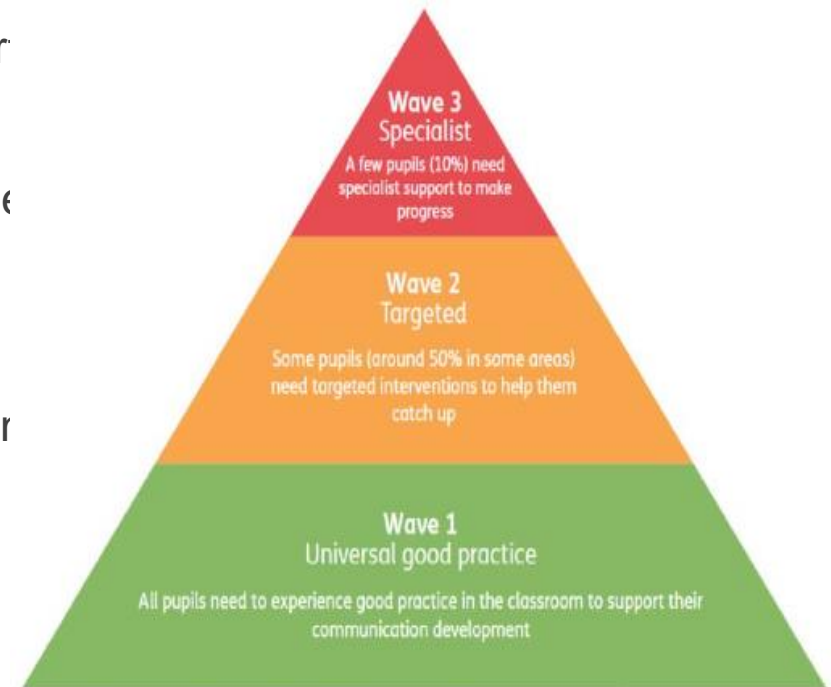 Wave 3
Specialist
A few pupils (10%) need
specialist support to make
progress
Wave 2
Targeted
Some pupils (around 50% in some areas)
need targeted interventions to help them
catch up
Wave 1
Universal good practice
All pupils need to experience good practice in the classroom to support their
communication development